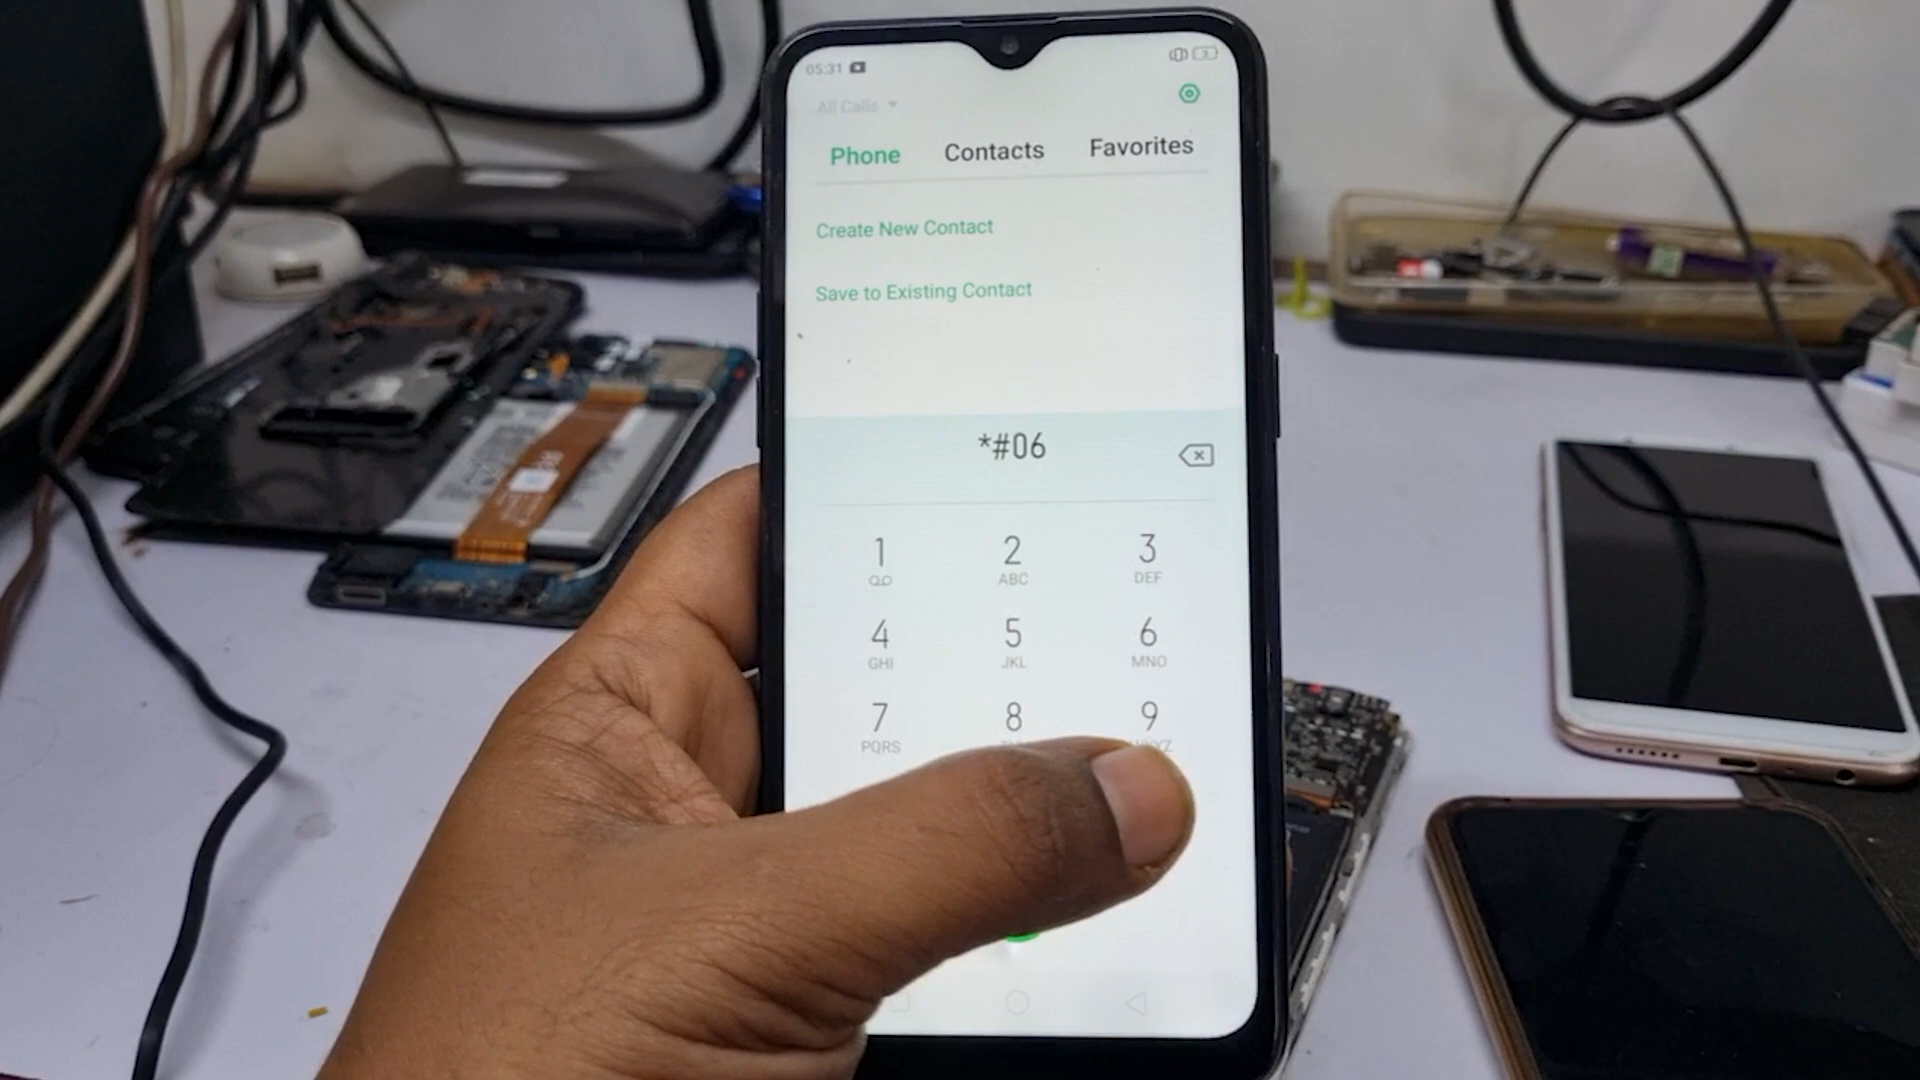 05:31
All Calls
Phone Contacts Favorites
Create New Contact
Save to Existing Contact
*#06
1 2 3
ABC DEF
4 5 6
GHI JKL MNO
7 8 9
PQRS